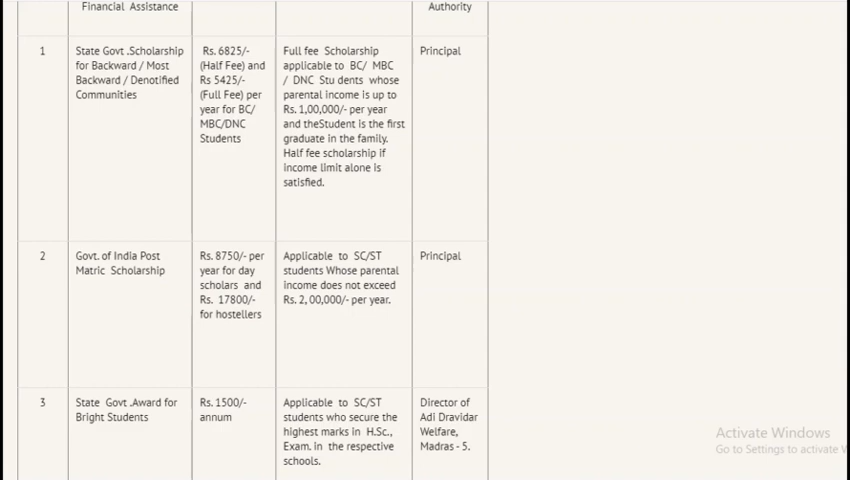 Financial Assistance
Authority
1
State Govt .Scholarship
for Backward / Most
Backward / Denotified
Communities
Rs. 6825/-
(Half Fee) and
Rs 5425/-
(Full Fee) per
year for BC/
MBC/DNC
Students
Full fee Scholarship
applicable to BC/ MBC
/ DNC Stu dents whose
parental income is up to
Rs. 1,00,000/- per year
and theStudent is the first
graduate in the family.
Half fee scholarship if
income limit alone is
satisfied.
Principal
2
Govt. of India Post
Matric Scholarship
Rs. 8750/- per
year for day
scholars and
Rs. 17800/-
for hostellers
Applicable to SC/ST
students Whose parental
income does not exceed
Rs. 2, 00,000/- per year.
Principal
3
State Govt .Award for
Bright Students
Rs. 1500/-
annum
Applicable to SC/ST
students who secure the
highest marks in H.Sc.,
Exam. in the respective
schools.
Director of
Adi Dravidar
Welfare,
Madras - 5.
Activate Windows
Go to Settings to activate W